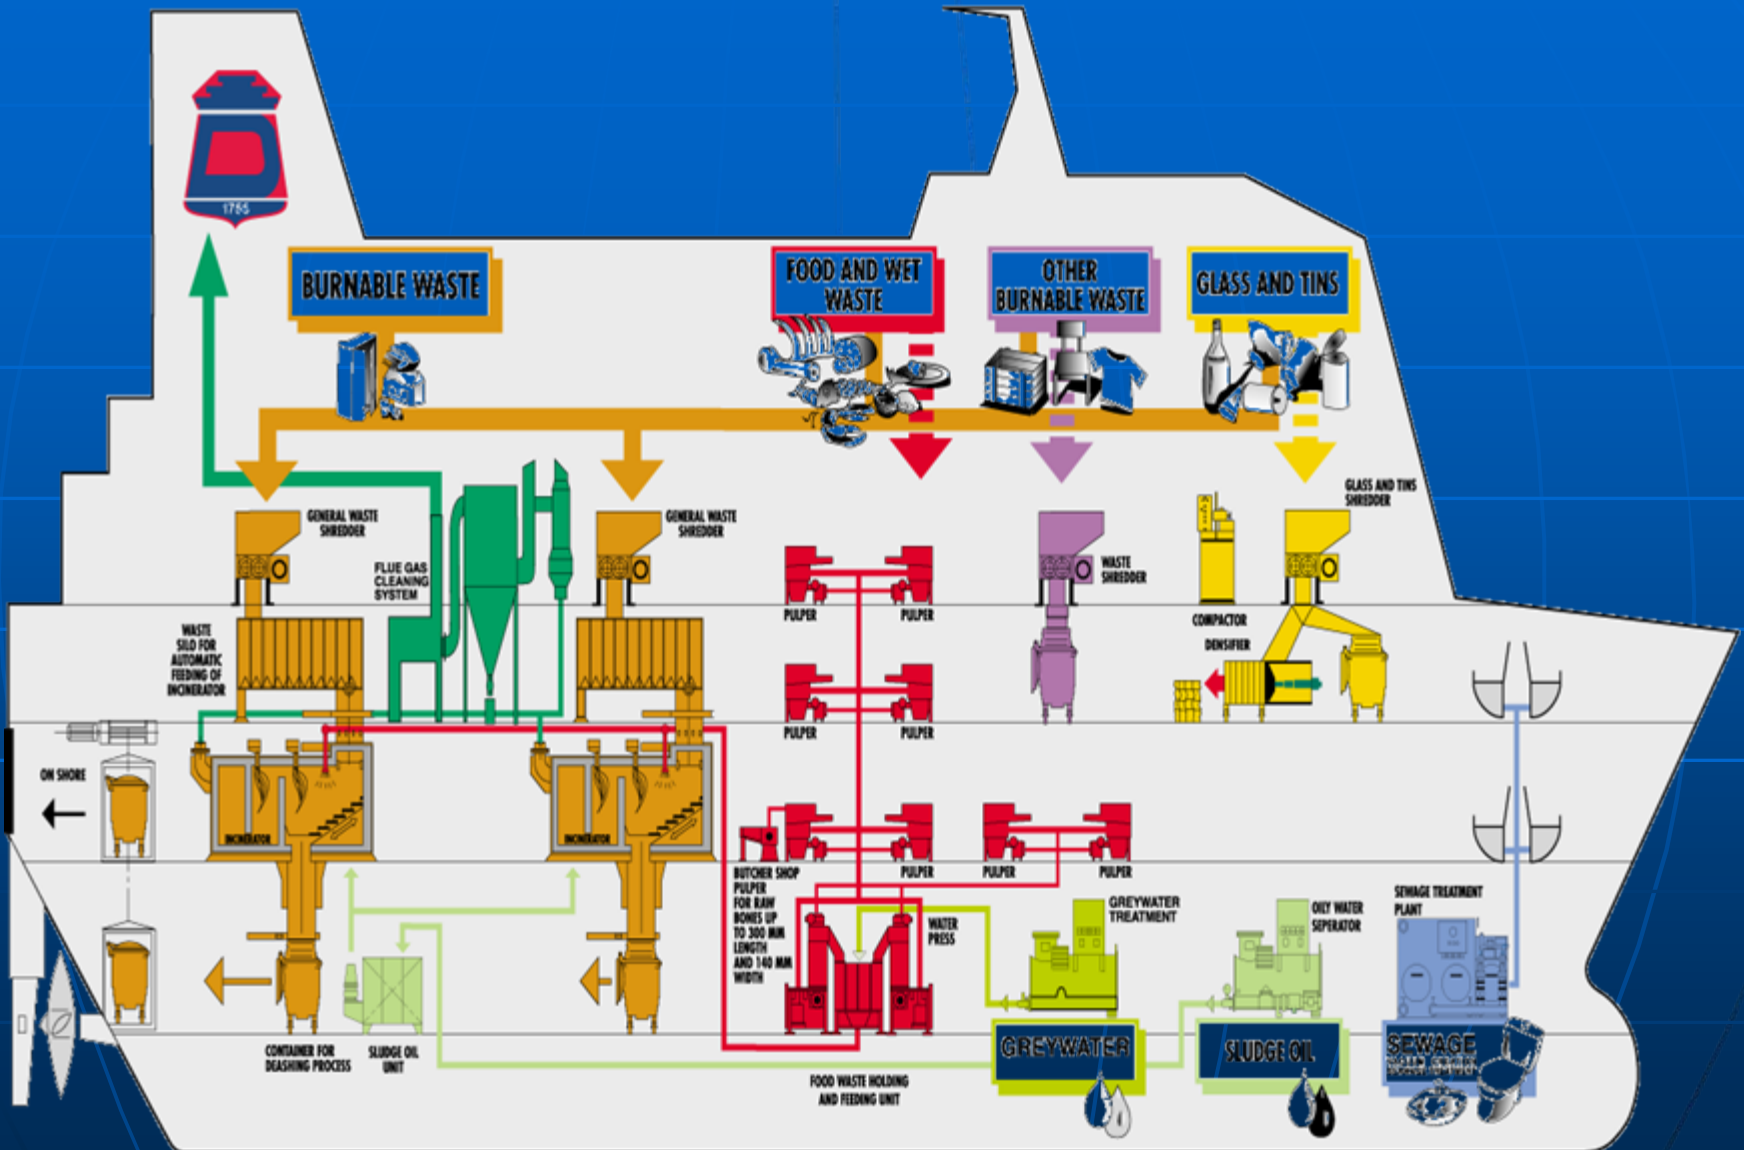 1755
BURNABLE WASTE
FOOD AND WET
WASTE
OTHER
BURNABLE WASTE
GLASS AND TINS
GENERAL WASTE
SHREDDER
GENERAL WASTE
SHREDDER
GLASS AND TINS
SHREDDER
FLUE GAS
CLEANING
SYSTEM
WASTE
SHREDDER
PULPER
PULPER
COMPACTOR
DENSIFIER
WASTE
SILO FOR
AUTOMATIC
FEEDING OF
INCINERATOR
PULPER
PULPER
ON SHORE
INCINERATOR
INCINERATOR
BUTCHER SHOP
PULPER
FOR RAW
BONES UP
TO 300 MM
LENGTH
AND 140 MM
WIDTH
PULPER
PULPER
PULPER
WATER
PRESS
GREYWATER
TREATMENT
OILY WATER
SEPERATOR
SEWAGE TREATMENT
PLANT
CONTAINER FOR
DEASHING PROCESS
SLUDGE OIL
UNIT
FOOD WASTE HOLDING
AND FEEDING UNIT
GREYWATER
SLUDGE OIL
SEWAGE